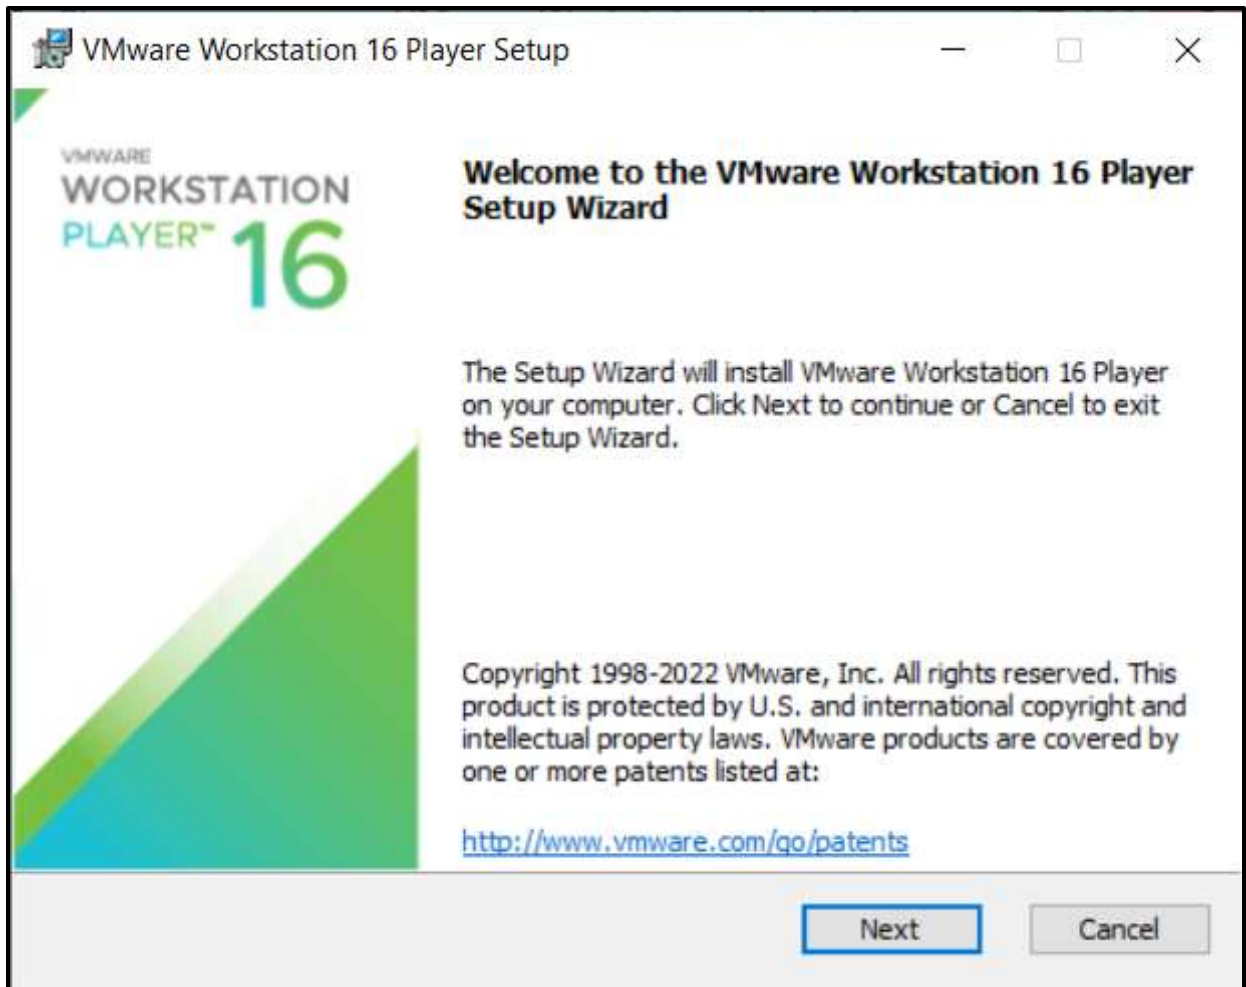 VMware Workstation 16 Player Setup
VMWARE
WORKSTATION
PLAYER™ 16
Welcome to the VMware Workstation 16 Player
Setup Wizard
The Setup Wizard will install VMware Workstation 16 Player
on your computer. Click Next to continue or Cancel to exit
the Setup Wizard.
Copyright 1998-2022 VMware, Inc. All rights reserved. This
product is protected by U.S. and international copyright and
intellectual property laws. VMware products are covered by
one or more patents listed at:
http://www.vmware.com/go/patents
Next
Cancel